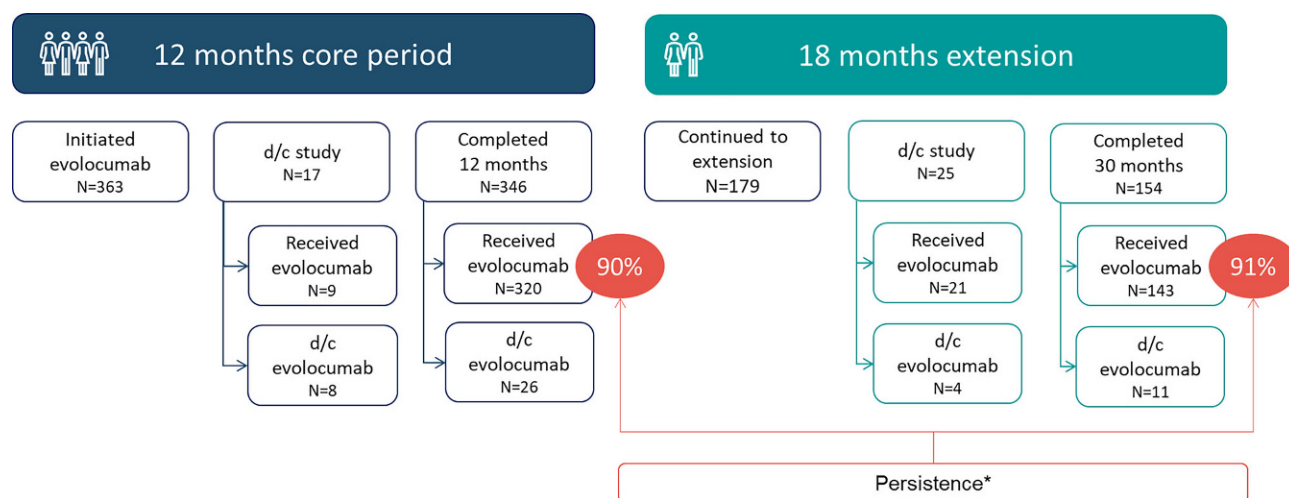 12 months core period
18 months extension
Initiated
evolocumab
N=363
d/c study
N=17
Completed
12 months
N=346
Continued to
extension
N=179
d/c study
N=25
Completed
30 months
N=154
Received
evolocumab
N=9
Received
evolocumab
N=320
90%
Received
evolocumab
N=21
Received
evolocumab
N=143
91%
d/c
evolocumab
N=8
d/c
evolocumab
N=26
d/c
evolocumab
N=4
d/c
evolocumab
N=11
Persistence*